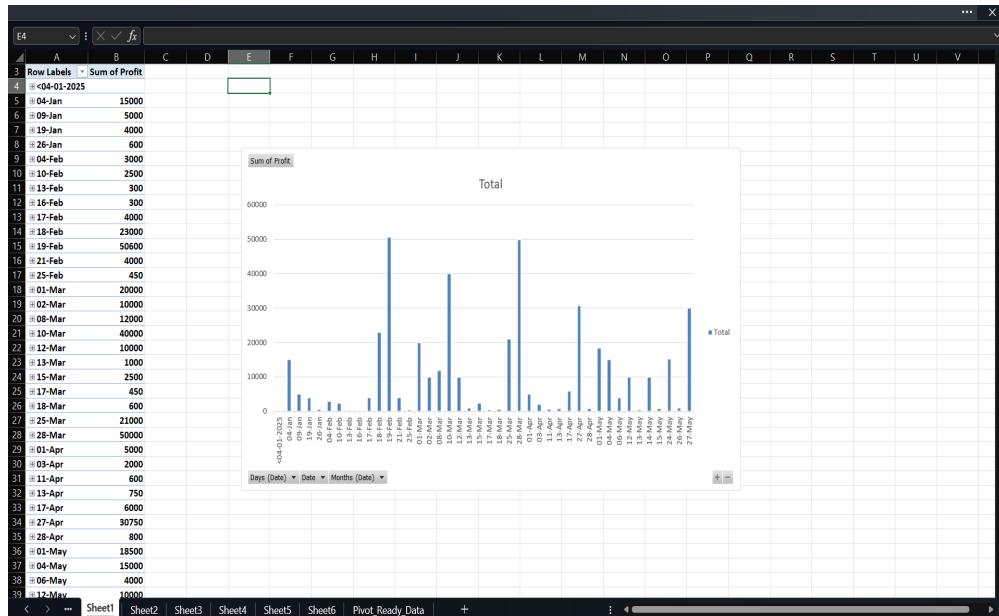 E4 fx
A B C D E F G H I J K L M N O P Q R S T U V
3 Row Labels Sum of Profit
4 <04-01-2025
5 04-Jan 15000
6 09-Jan 5000
7 19-Jan 4000
8 26-Jan 600
9 04-Feb 3000
10 10-Feb 2500
11 13-Feb 300
12 16-Feb 300
13 17-Feb 4000
14 18-Feb 23000
15 19-Feb 50600
16 21-Feb 4000
17 25-Feb 450
18 01-Mar 20000
19 02-Mar 10000
20 08-Mar 12000
21 10-Mar 40000
22 12-Mar 10000
23 13-Mar 1000
24 15-Mar 2500
25 17-Mar 450
26 18-Mar 600
27 25-Mar 21000
28 28-Mar 50000
29 01-Apr 5000
30 03-Apr 2000
31 11-Apr 600
32 13-Apr 750
33 17-Apr 6000
34 27-Apr 30750
35 28-Apr 800
36 01-May 18500
37 04-May 15000
38 06-May 4000
39 12-May 10000
Sum of Profit
Total
60000
50000
40000
30000
20000
10000
0
<04-01-2025
04-Jan
09-Jan
19-Jan
26-Jan
04-Feb
10-Feb
13-Feb
16-Feb
17-Feb
18-Feb
19-Feb
21-Feb
25-Feb
01-Mar
02-Mar
08-Mar
10-Mar
12-Mar
13-Mar
15-Mar
17-Mar
18-Mar
25-Mar
28-Mar
01-Apr
03-Apr
11-Apr
13-Apr
17-Apr
27-Apr
28-Apr
01-May
04-May
06-May
12-May
13-May
14-May
15-May
24-May
26-May
27-May
Total
Days (Date) Date Months (Date)
Sheet1 Sheet2 Sheet3 Sheet4 Sheet5 Sheet6 Pivot_Ready_Data